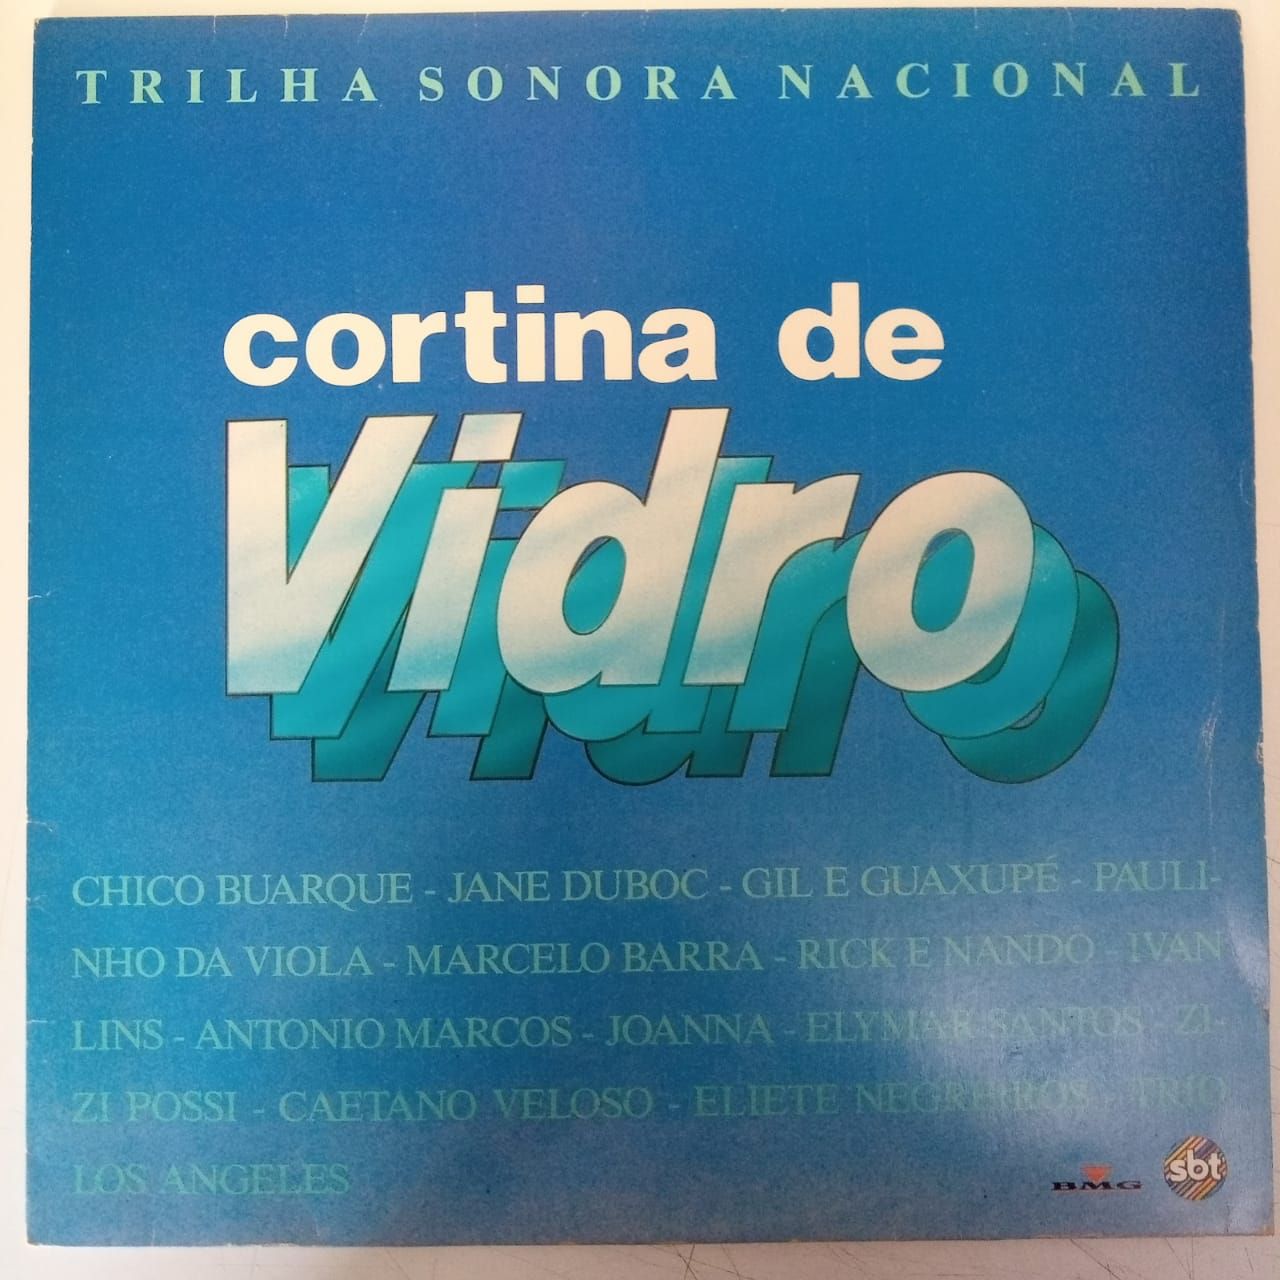 TRILHA SONORA NACIONAL
cortina de
Vidro
CHICO BUARQUE - JANE DUBOC - GIL E GUAXUPÉ - PAULI-
NHO DA VIOLA - MARCELO BARRA - RICK E NANDO - IVAN
LINS - ANTONIO MARCOS - JOANNA - ELYMAR SANTOS - ZI-
ZI POSSI - CAETANO VELOSO - ELIETE NEGREIROS - TRIO
LOS ANGELES
BMG
sbt